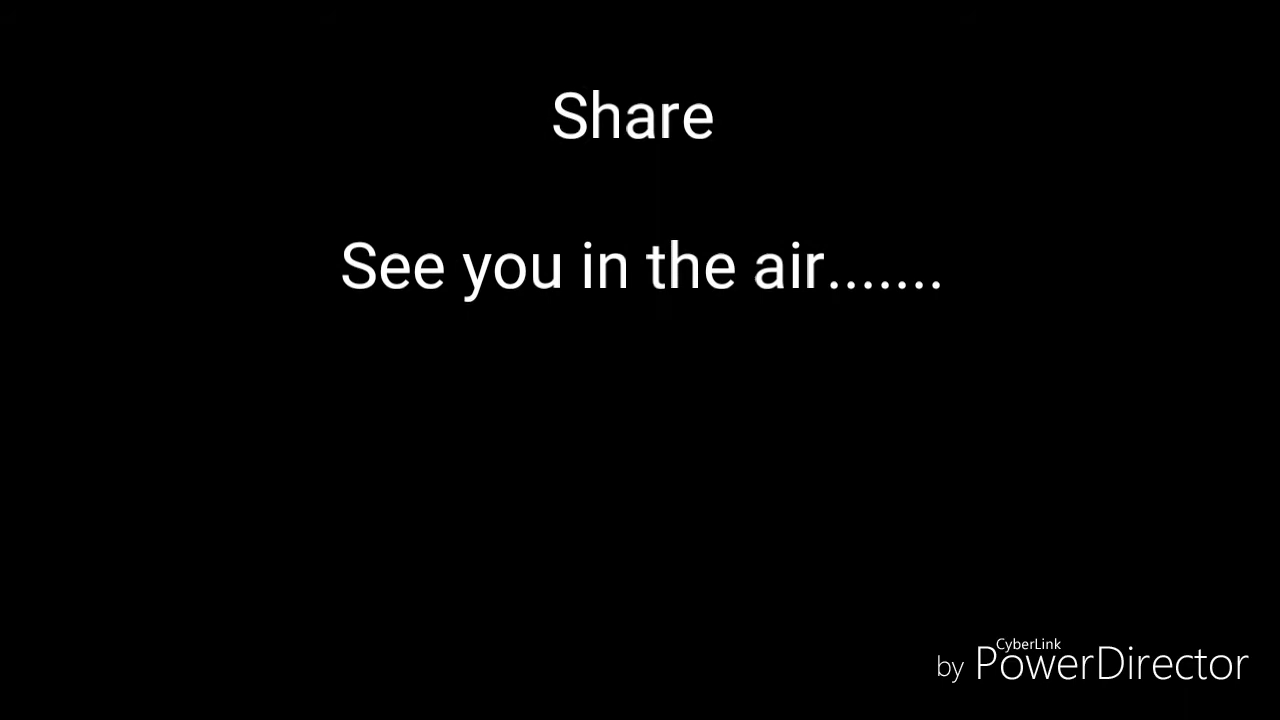 Share
See you in the air.......
CyberLink
by PowerDirector